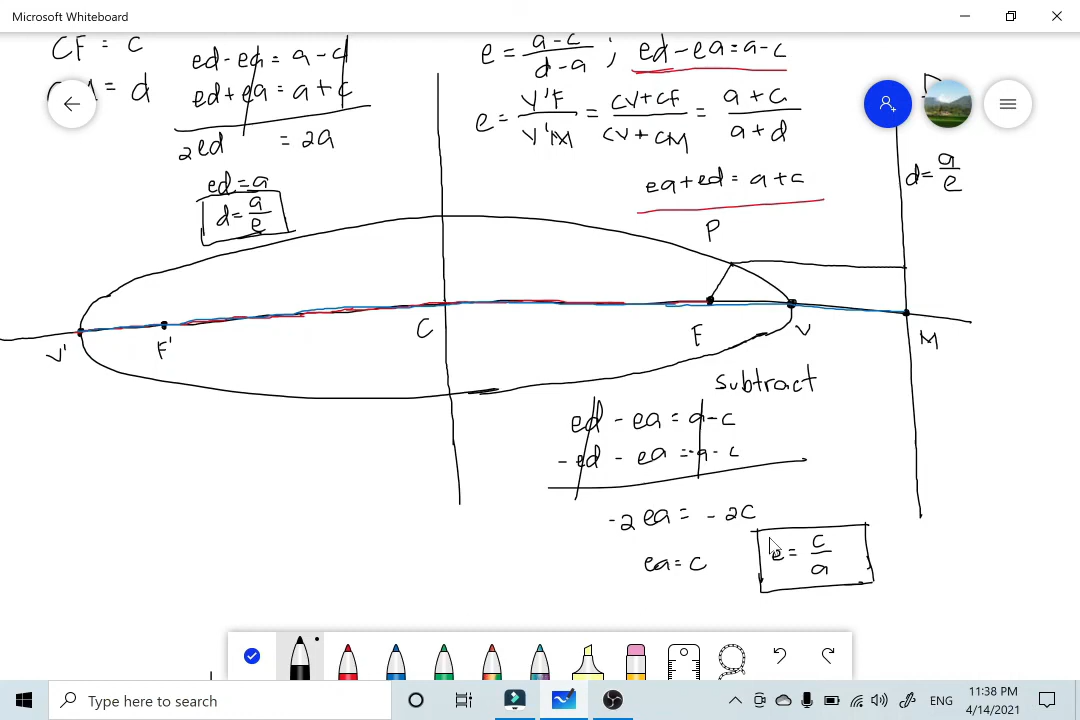 Microsoft Whiteboard
CF = c
= d
ed - ea = a - c
ed + ea = a + c
2ed = 2a
ed = a
d = a/e
e = a-c/d-a ; ed - ea = a - c
e = V'F/V'M = CV+CF/CV+CM = a+c/a+d
ea + ed = a + c
d = a/e
P
V'
F'
C
F
V
M
subtract
ed - ea = a - c
- ed - ea = -a - c
-2ea = -2c
ea = c
e = c/a
Type here to search
ENG
11:38 PM
4/14/2021